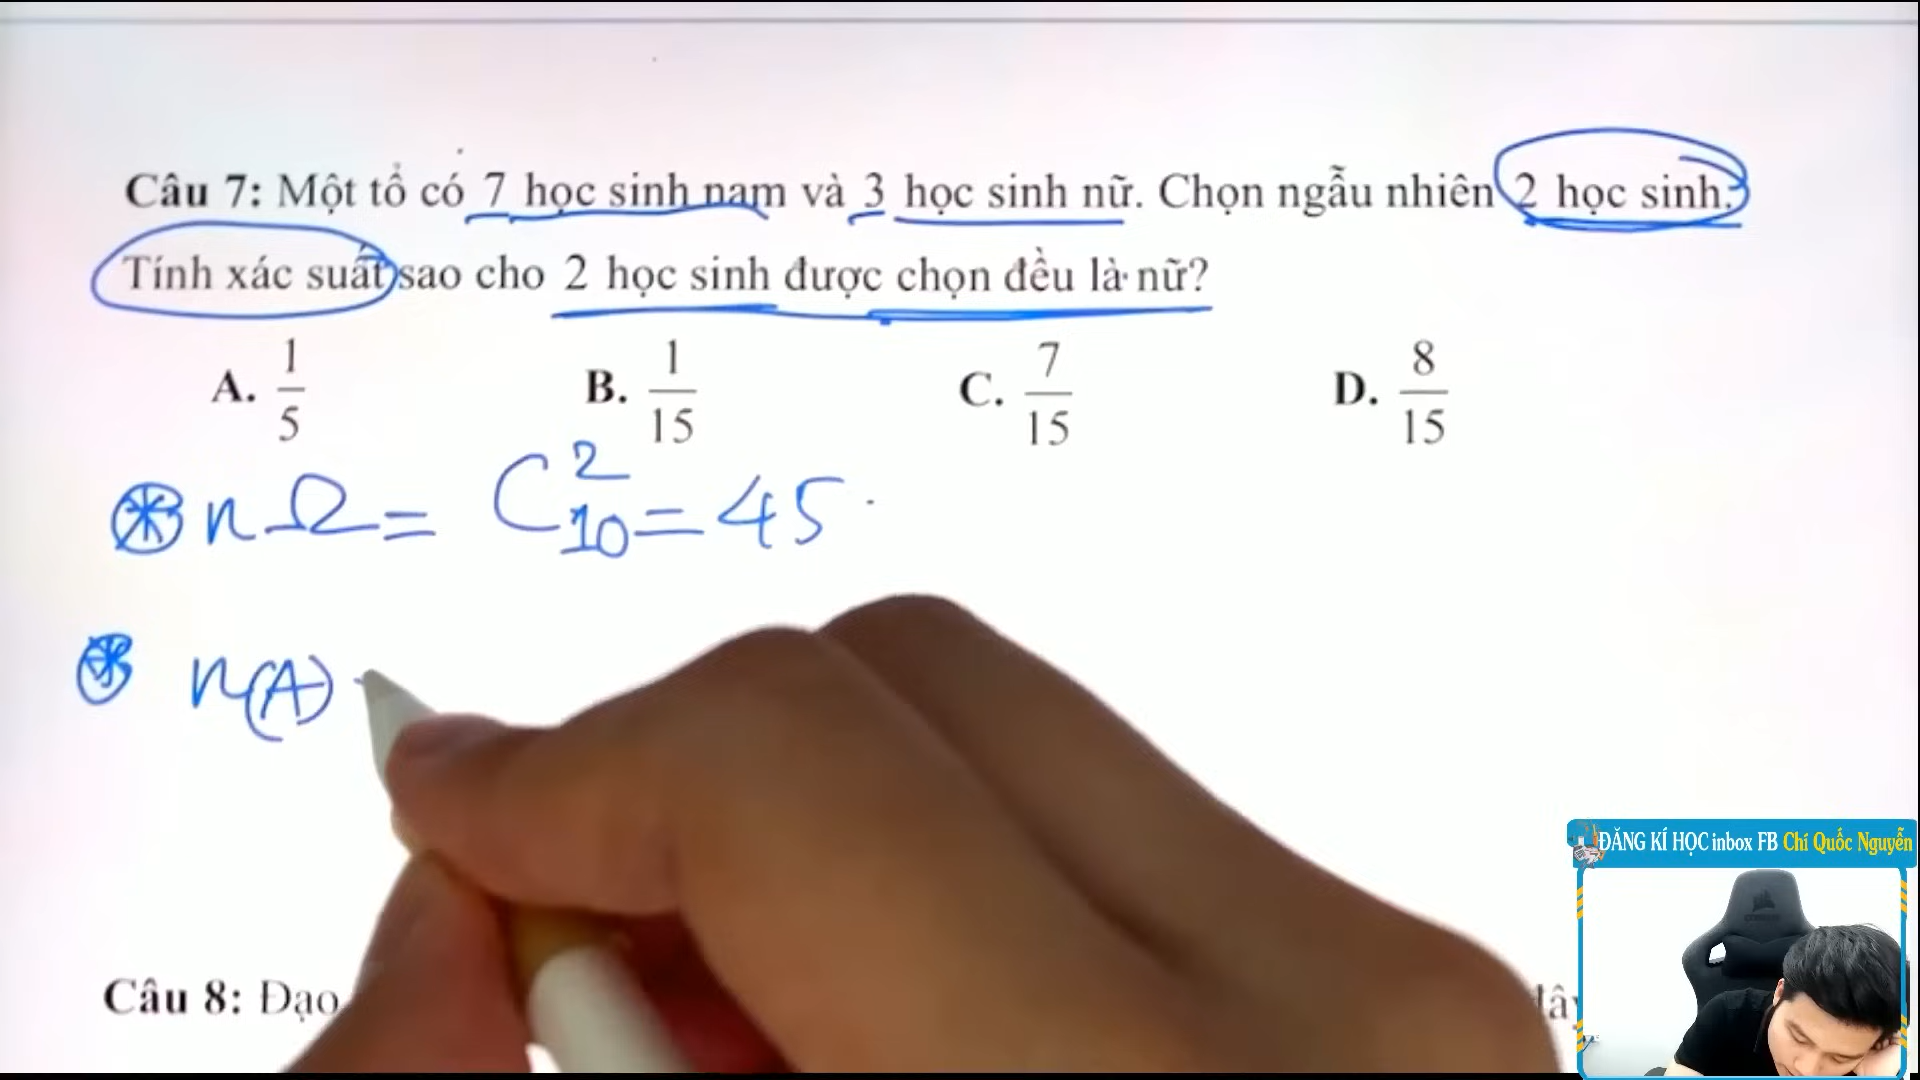 Câu 7: Một tổ có 7 học sinh nam và 3 học sinh nữ. Chọn ngẫu nhiên 2 học sinh.
Tính xác suất sao cho 2 học sinh được chọn đều là nữ?
A. 1/5 B. 1/15 C. 7/15 D. 8/15
nΩ = C²₁₀ = 45
n(A)
Câu 8: Đạo
ĐĂNG KÍ HỌC inbox FB Chí Quốc Nguyễn